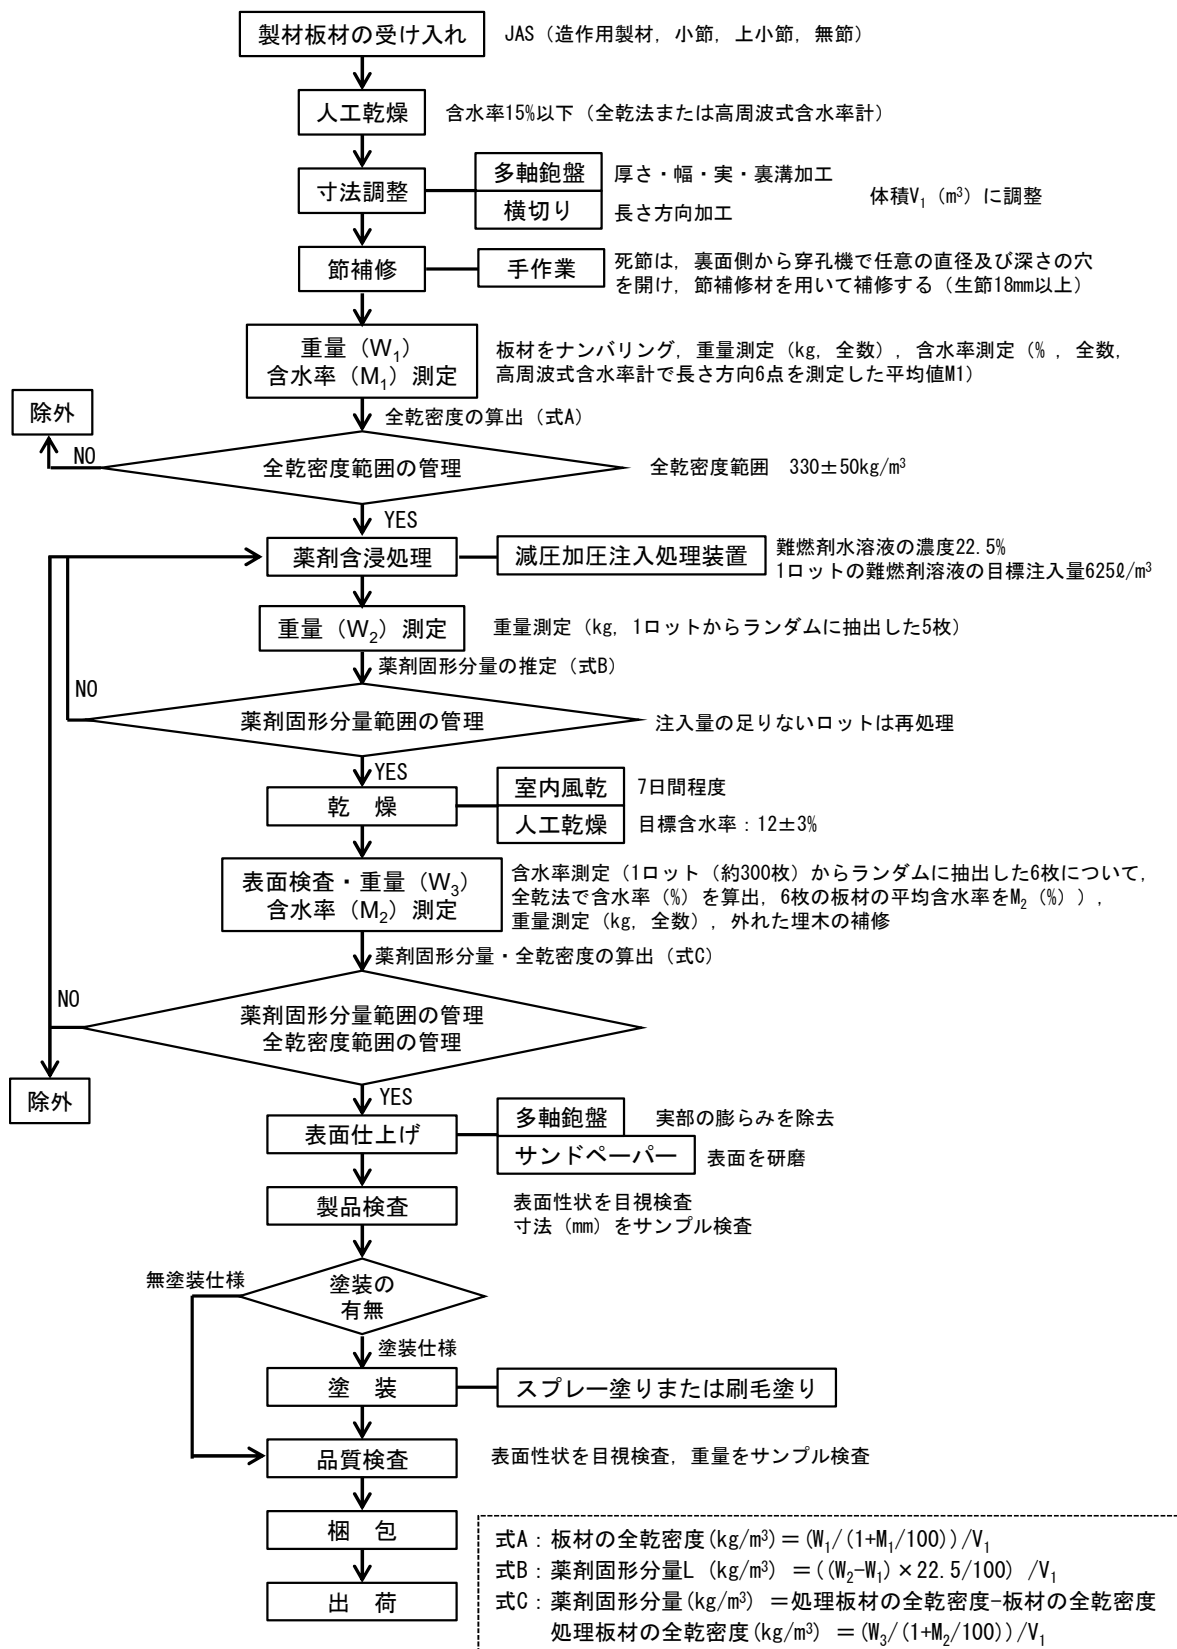 製材板材の受け入れ
JAS（造作用製材，小節，上小節，無節）
人工乾燥
含水率15%以下（全乾法または高周波式含水率計）
寸法調整
多軸鉋盤
厚さ・幅・実・裏溝加工
横切り
長さ方向加工
体積V₁（m³）に調整
節補修
手作業
死節は，裏面側から穿孔機で任意の直径及び深さの穴
を開け，節補修材を用いて補修する（生節18mm以上）
重量（W₁）
含水率（M₁）測定
板材をナンバリング，重量測定（kg，全数），含水率測定（%，全数，
高周波式含水率計で長さ方向6点を測定した平均値M1）
全乾密度の算出（式A）
除外
NO
全乾密度範囲の管理
全乾密度範囲　330±50kg/m³
YES
薬剤含浸処理
減圧加圧注入処理装置
難燃剤水溶液の濃度22.5%
1ロットの難燃剤溶液の目標注入量625ℓ/m³
重量（W₂）測定
重量測定（kg，1ロットからランダムに抽出した5枚）
薬剤固形分量の推定（式B）
NO
薬剤固形分量範囲の管理
注入量の足りないロットは再処理
YES
乾　燥
室内風乾
7日間程度
人工乾燥
目標含水率：12±3%
表面検査・重量（W₃）
含水率（M₂）測定
含水率測定（1ロット（約300枚）からランダムに抽出した6枚について，
全乾法で含水率（%）を算出，6枚の板材の平均含水率をM₂（%）），
重量測定（kg，全数），外れた埋木の補修
薬剤固形分量・全乾密度の算出（式C）
NO
薬剤固形分量範囲の管理
全乾密度範囲の管理
除外
YES
表面仕上げ
多軸鉋盤
実部の膨らみを除去
サンドペーパー
表面を研磨
製品検査
表面性状を目視検査
寸法（mm）をサンプル検査
無塗装仕様
塗装の
有無
塗装仕様
塗　装
スプレー塗りまたは刷毛塗り
品質検査
表面性状を目視検査，重量をサンプル検査
梱　包
出　荷
式A：板材の全乾密度(kg/m³)＝(W₁/(1+M₁/100))/V₁
式B：薬剤固形分量L（kg/m³）＝((W₂-W₁)×22.5/100）/V₁
式C：薬剤固形分量(kg/m³）＝処理板材の全乾密度-板材の全乾密度
処理板材の全乾密度(kg/m³）＝(W₃/(1+M₂/100))/V₁